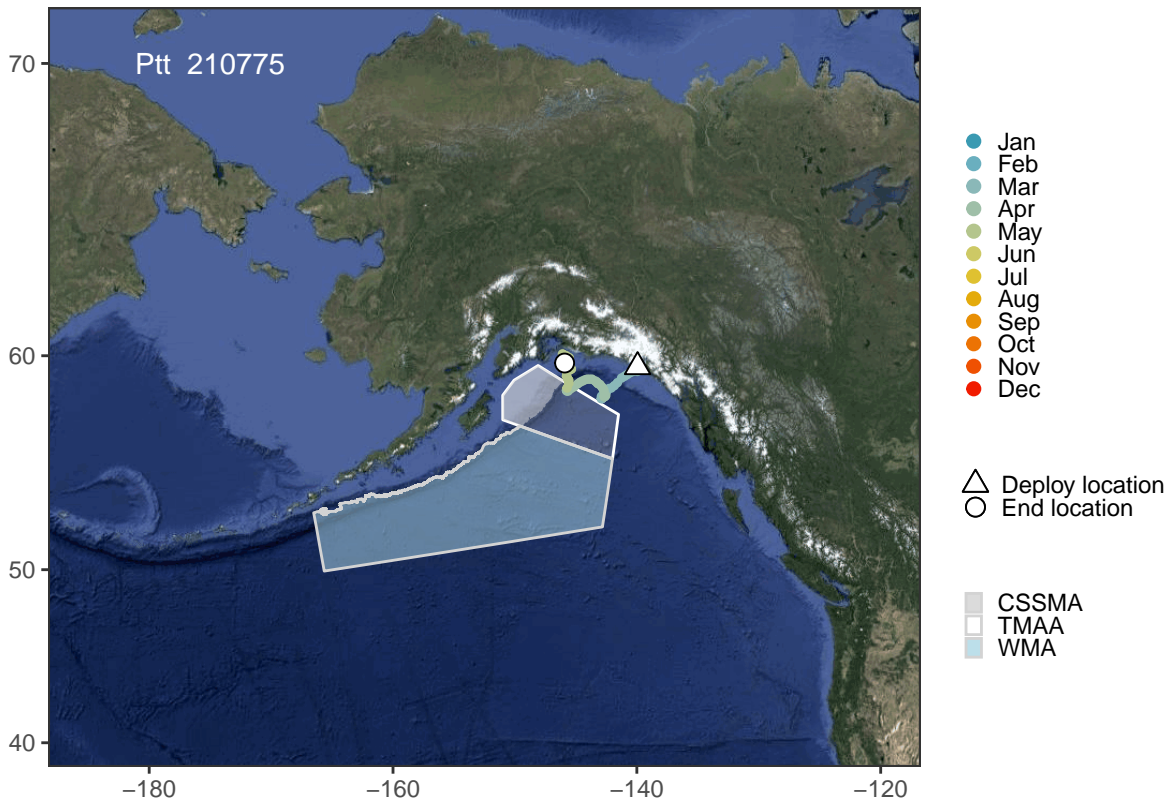 Ptt 210775
70
60
50
40
−180
−160
−140
−120
Jan
Feb
Mar
Apr
May
Jun
Jul
Aug
Sep
Oct
Nov
Dec
Deploy location
End location
CSSMA
TMAA
WMA